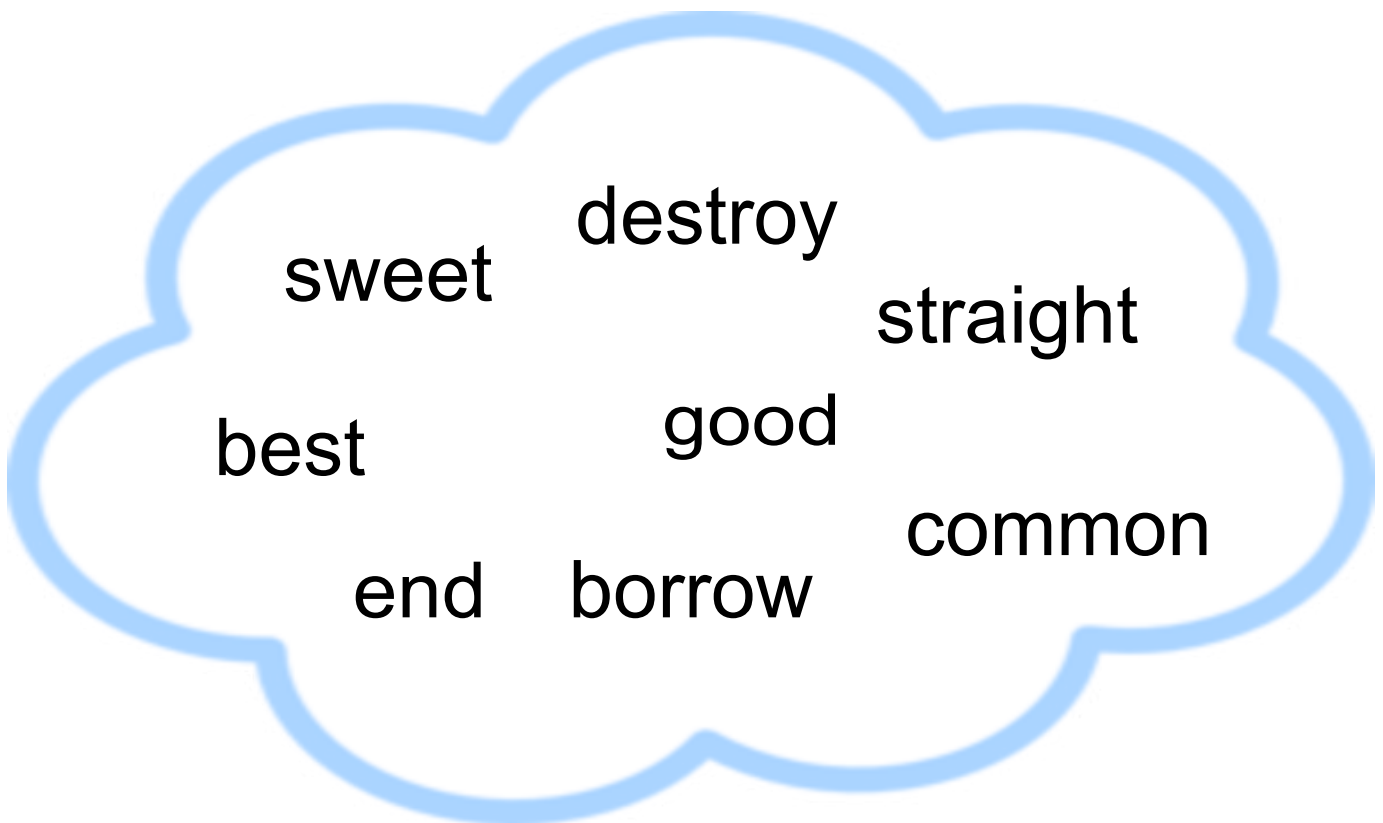 destroy
sweet
straight
good
best
common
end borrow